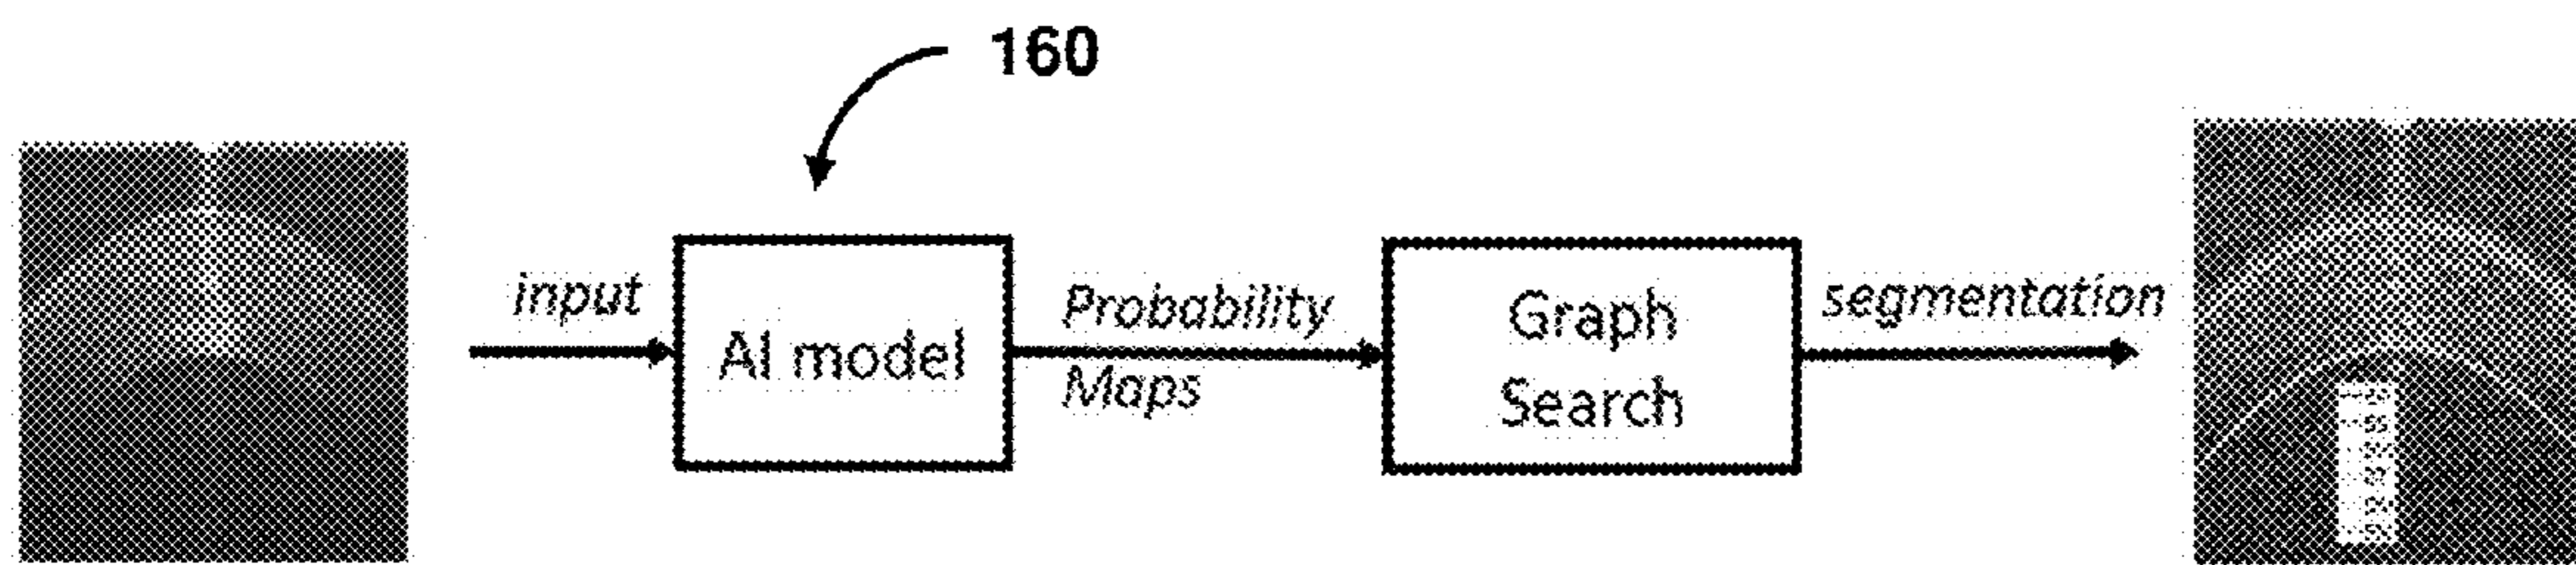 160
input
AI model
Probability
Maps
Graph
Search
segmentation